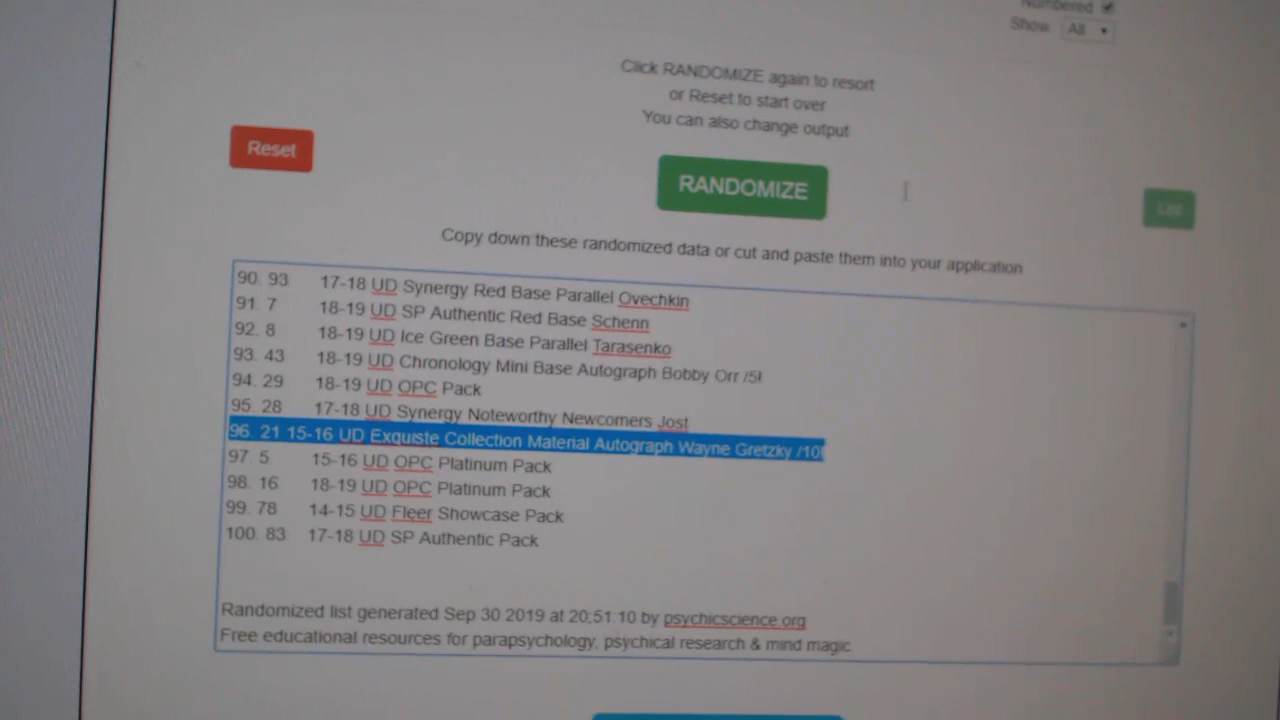 Numbered
Show All
Click RANDOMIZE again to resort
or Reset to start over
You can also change output
Reset
RANDOMIZE
List
Copy down these randomized data or cut and paste them into your application
90. 93 17-18 UD Synergy Red Base Parallel Ovechkin
91. 7 18-19 UD SP Authentic Red Base Schenn
92. 8 18-19 UD Ice Green Base Parallel Tarasenko
93. 43 18-19 UD Chronology Mini Base Autograph Bobby Orr
94. 29 18-19 UD OPC Pack
95. 28 17-18 UD Synergy Noteworthy Newcomers Jost
96. 21 15-16 UD Exquiste Collection Material Autograph Wayne Gretzky
97. 5 15-16 UD OPC Platinum Pack
98. 16 18-19 UD OPC Platinum Pack
99. 78 14-15 UD Fleer Showcase Pack
100. 83 17-18 UD SP Authentic Pack
Randomized list generated Sep 30 2019 at 20:51:10 by psychicscience.org
Free educational resources for parapsychology, psychical research & mind magic